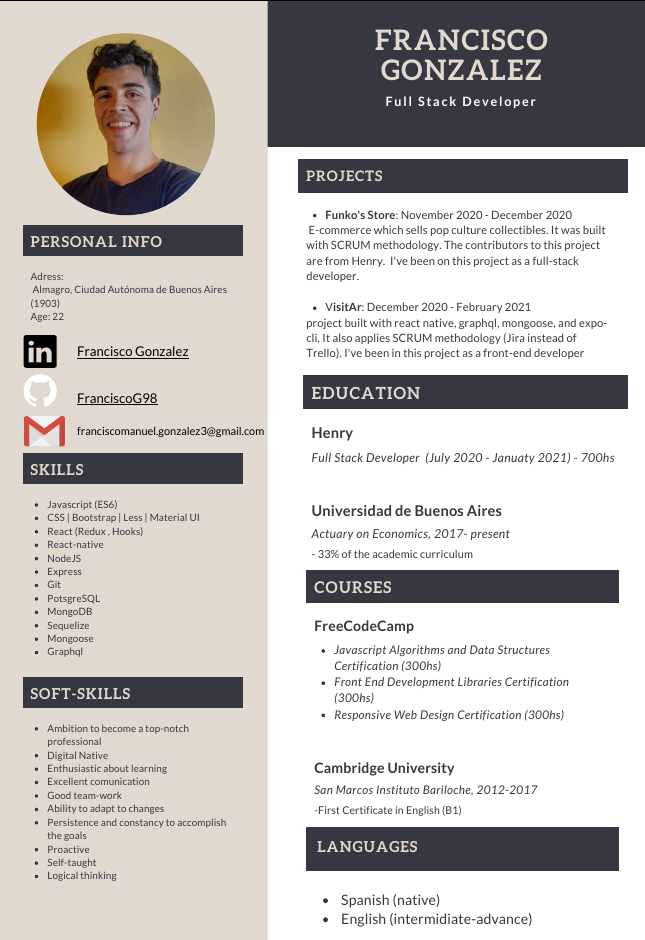 FRANCISCO
GONZALEZ
Full Stack Developer
PERSONAL INFO
Adress:
Almagro, Ciudad Autónoma de Buenos Aires
(1903)
Age: 22
in
Francisco Gonzalez
FranciscoG98
franciscomanuel.gonzalez3@gmail.com
SKILLS
• Javascript (ES6)
• CSS | Bootstrap | Less | Material UI
• React (Redux , Hooks)
• React-native
• NodeJS
• Express
• Git
• PotsgreSQL
• MongoDB
• Sequelize
• Mongoose
• Graphql
SOFT-SKILLS
• Ambition to become a top-notch
professional
• Digital Native
• Enthusiastic about learning
• Excellent comunication
• Good team-work
• Ability to adapt to changes
• Persistence and constancy to accomplish
the goals
• Proactive
• Self-taught
• Logical thinking
PROJECTS
• Funko's Store: November 2020 - December 2020
E-commerce which sells pop culture collectibles. It was built
with SCRUM methodology. The contributors to this project
are from Henry. I've been on this project as a full-stack
developer.
• VisitAr: December 2020 - February 2021
project built with react native, graphql, mongoose, and expo-
cli, It also applies SCRUM methodology (Jira instead of
Trello). I've been in this project as a front-end developer
EDUCATION
Henry
Full Stack Developer (July 2020 - Januaty 2021) - 700hs
Universidad de Buenos Aires
Actuary on Economics, 2017- present
- 33% of the academic curriculum
COURSES
FreeCodeCamp
• Javascript Algorithms and Data Structures
Certification (300hs)
• Front End Development Libraries Certification
(300hs)
• Responsive Web Design Certification (300hs)
Cambridge University
San Marcos Instituto Bariloche, 2012-2017
-First Certificate in English (B1)
LANGUAGES
• Spanish (native)
• English (intermidiate-advance)